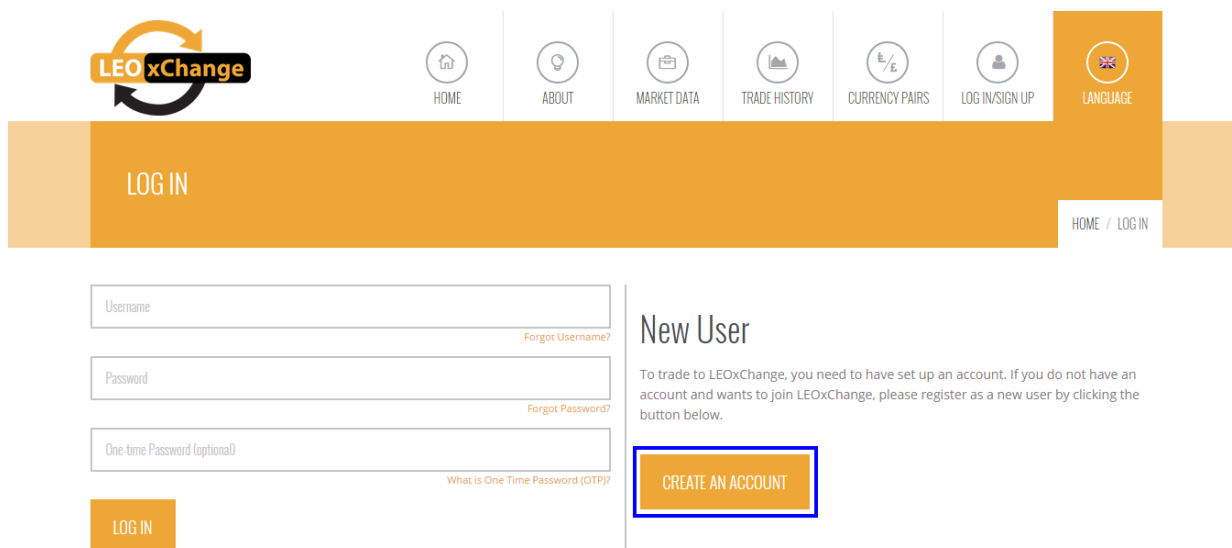 LEO xChange
HOME
ABOUT
MARKET DATA
TRADE HISTORY
Ł/£
CURRENCY PAIRS
LOG IN/SIGN UP
LANGUAGE
LOG IN
HOME / LOG IN
Username
Forgot Username?
Password
Forgot Password?
One-time Password (optional)
What is One Time Password (OTP)?
LOG IN
New User
To trade to LEOxChange, you need to have set up an account. If you do not have an
account and wants to join LEOxChange, please register as a new user by clicking the
button below.
CREATE AN ACCOUNT